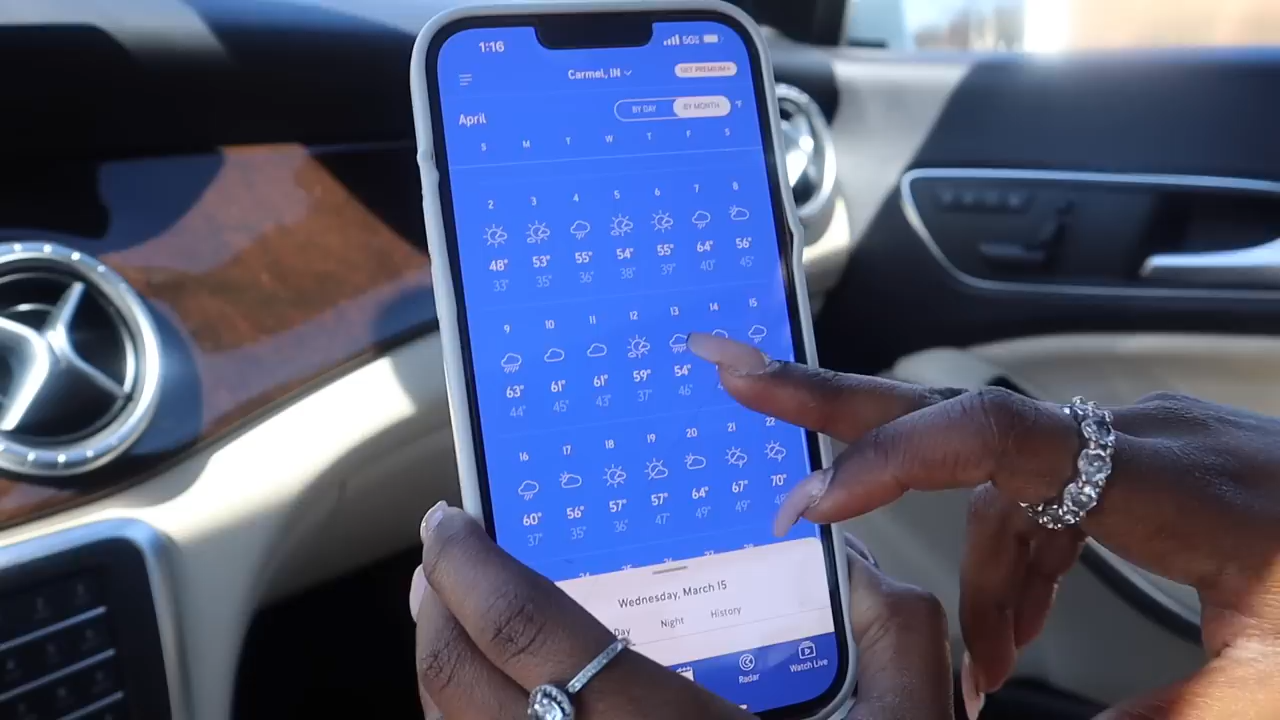 1:16 5G
Carmel, IN GET PREMIUM+
April BY DAY BY MONTH
S M T W T F S
2 3 4 5 6 7 8
48° 53° 55° 54° 55° 64° 56°
33° 35° 36° 38° 39° 40° 45°
9 10 11 12 13 14 15
63° 61° 61° 59° 54°
44° 45° 43° 37° 46°
16 17 18 19 20 21 22
60° 56° 57° 57° 64° 67° 70°
37° 35° 36° 47° 49° 49°
Wednesday, March 15
Day Night History
Radar Watch Live